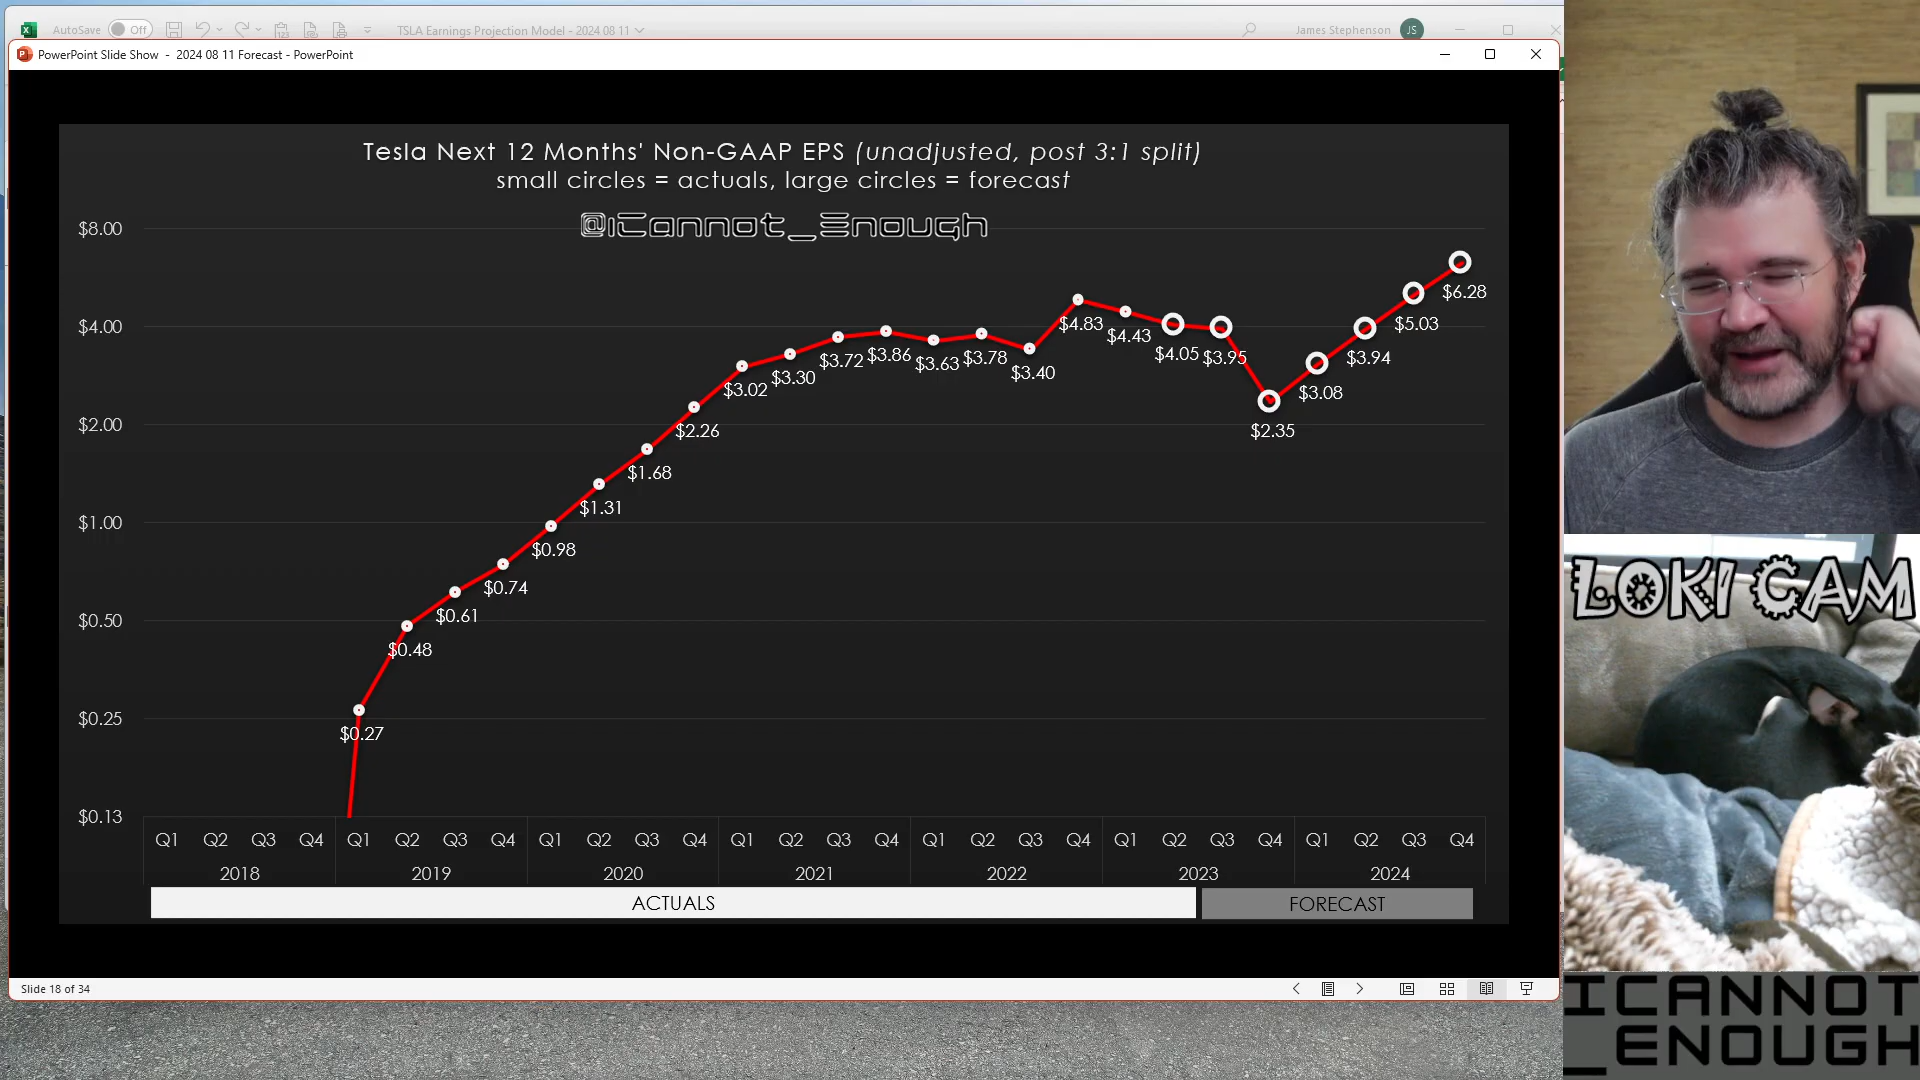 AutoSave Off TSLA Earnings Projection Model - 2024 08 11 James Stephenson JS
PowerPoint Slide Show - 2024 08 11 Forecast - PowerPoint
Tesla Next 12 Months' Non-GAAP EPS (unadjusted, post 3:1 split)
small circles = actuals, large circles = forecast
@iCannot_Enough
$8.00
$4.00
$2.00
$1.00
$0.50
$0.25
$0.13
$0.27
$0.48
$0.61
$0.74
$0.98
$1.31
$1.68
$2.26
$3.02
$3.30
$3.72
$3.86
$3.63
$3.78
$3.40
$4.83
$4.43
$4.05
$3.95
$2.35
$3.08
$3.94
$5.03
$6.28
Q1 Q2 Q3 Q4 Q1 Q2 Q3 Q4 Q1 Q2 Q3 Q4 Q1 Q2 Q3 Q4 Q1 Q2 Q3 Q4 Q1 Q2 Q3 Q4 Q1 Q2 Q3 Q4
2018 2019 2020 2021 2022 2023 2024
ACTUALS FORECAST
Slide 18 of 34
LOKI CAM
ICANNOT
_ENOUGH